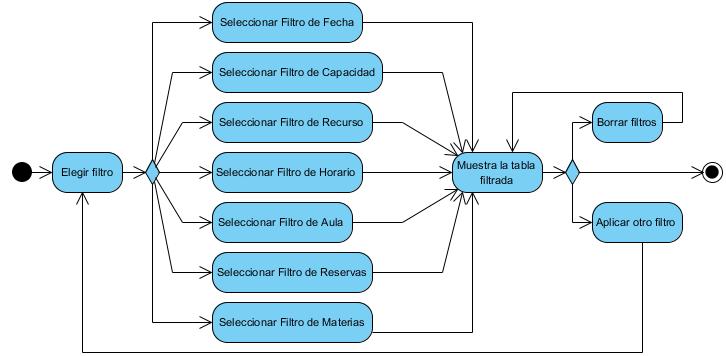 Seleccionar Filtro de Fecha
Seleccionar Filtro de Capacidad
Seleccionar Filtro de Recurso
Borrar filtros
Elegir filtro
Seleccionar Filtro de Horario
Muestra la tabla
filtrada
Seleccionar Filtro de Aula
Aplicar otro filtro
Seleccionar Filtro de Reservas
Seleccionar Filtro de Materias